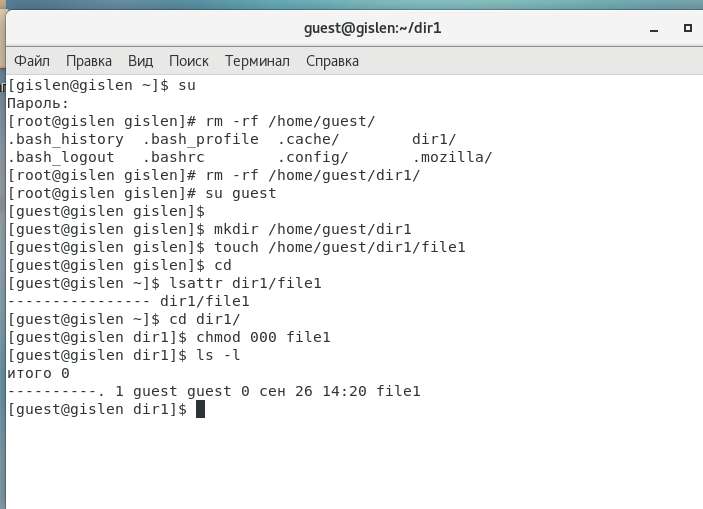 guest@gislen:~/dir1
Файл Правка Вид Поиск Терминал Справка
[gislen@gislen ~]$ su
Пароль:
[root@gislen gislen]# rm -rf /home/guest/
.bash_history  .bash_profile  .cache/        dir1/
.bash_logout   .bashrc        .config/       .mozilla/
[root@gislen gislen]# rm -rf /home/guest/dir1/
[root@gislen gislen]# su guest
[guest@gislen gislen]$
[guest@gislen gislen]$ mkdir /home/guest/dir1
[guest@gislen gislen]$ touch /home/guest/dir1/file1
[guest@gislen gislen]$ cd
[guest@gislen ~]$ lsattr dir1/file1
---------------- dir1/file1
[guest@gislen ~]$ cd dir1/
[guest@gislen dir1]$ chmod 000 file1
[guest@gislen dir1]$ ls -l
итого 0
----------. 1 guest guest 0 сен 26 14:20 file1
[guest@gislen dir1]$